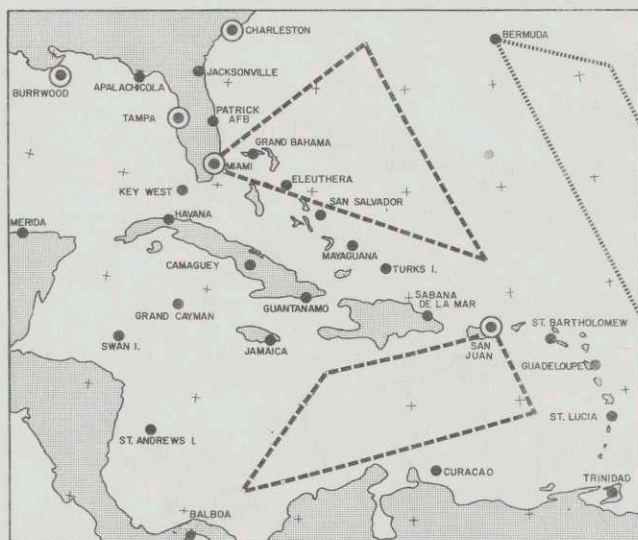 CHARLESTON
BERMUDA
BURRWOOD
APALACHICOLA
JACKSONVILLE
TAMPA
PATRICK
AFB
GRAND BAHAMA
MIAMI
KEY WEST
ELEUTHERA
SAN SALVADOR
MERIDA
HAVANA
MAYAGUANA
CAMAGUEY
TURKS I.
GUANTANAMO
SABANA
DE LA MAR
GRAND CAYMAN
SWAN I.
JAMAICA
SAN
JUAN
ST. BARTHOLOMEW
GUADELOUPE
ST. ANDREWS I.
ST. LUCIA
CURACAO
TRINIDAD
BALBOA